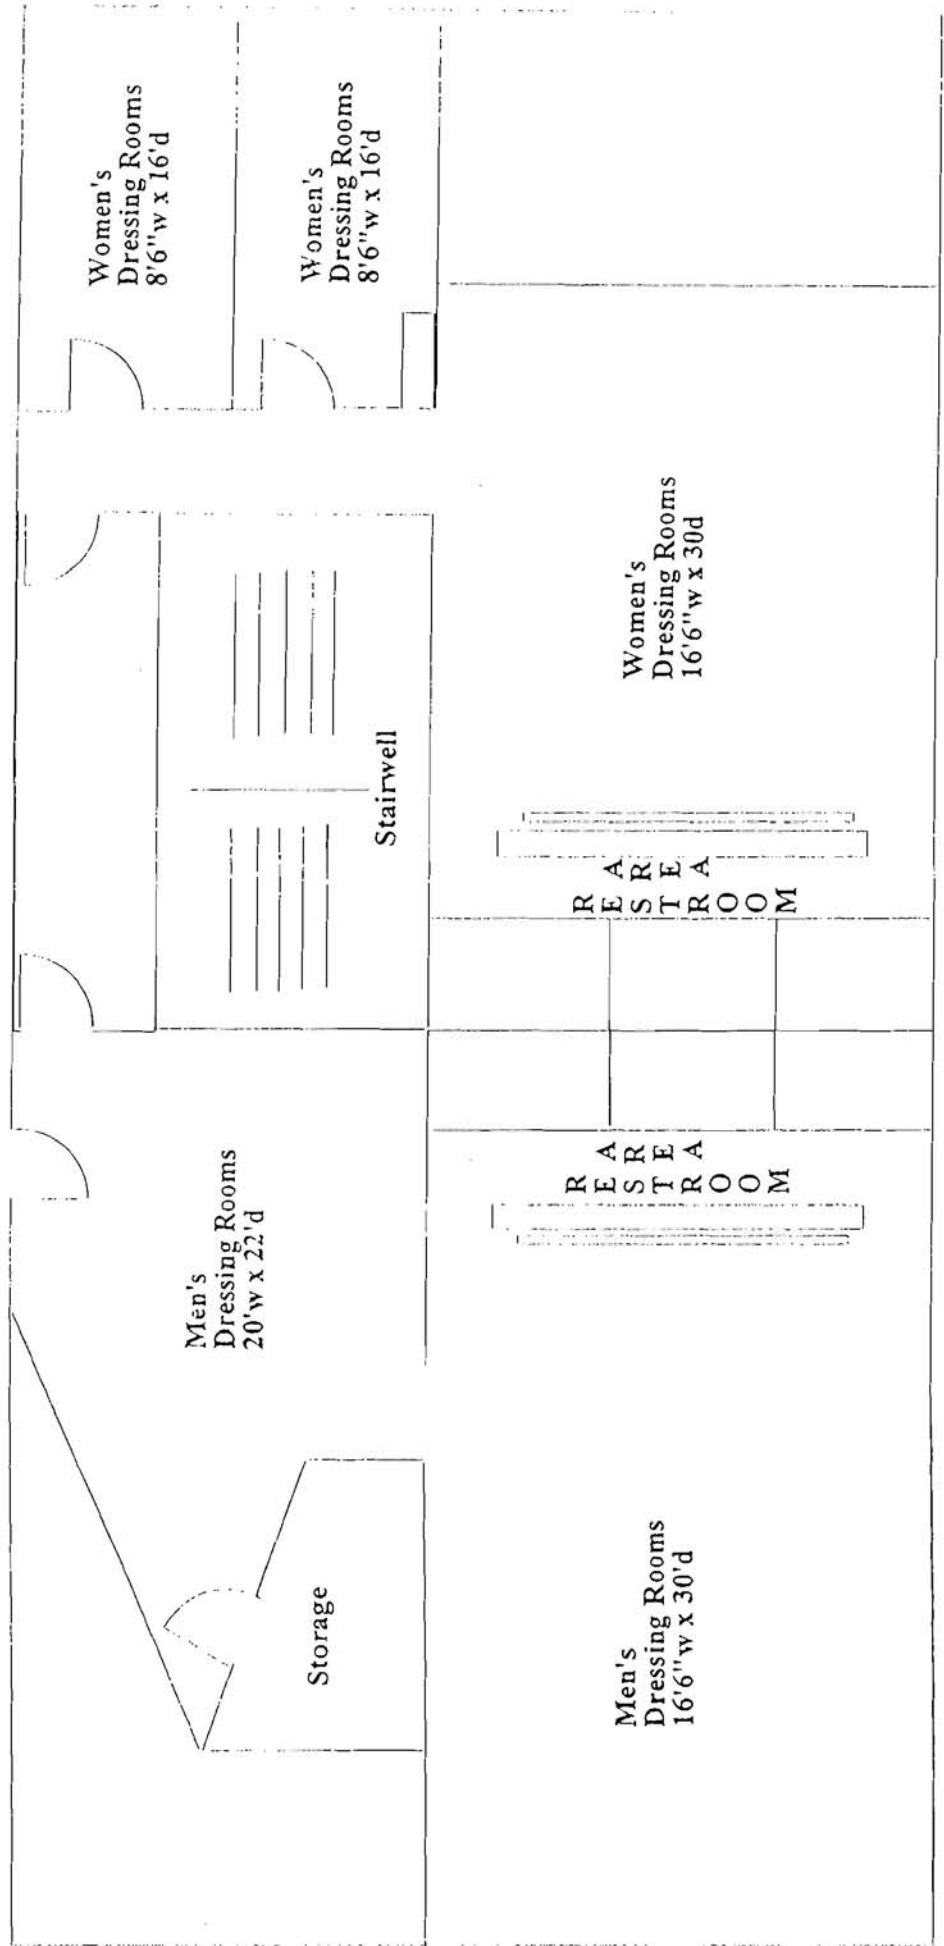 Women's
Dressing Rooms
8'6"w x 16'd
Men's
Dressing Rooms
20'w x 22'd
Women's
Dressing Rooms
8'6"w x 16'd
Stairwell
Storage
RESTROOM
AREA
RESTROOM
AREA
Men's
Dressing Rooms
16'6"w x 30'd
Women's
Dressing Rooms
16'6"w x 30d